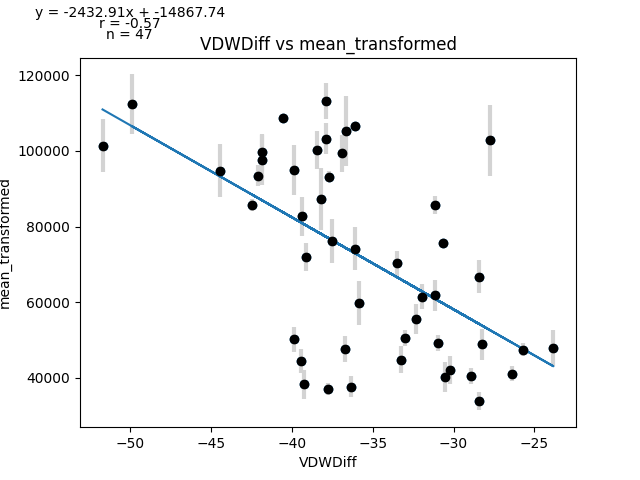 y = -2432.91x + -14867.74
r = -0.57
n = 47
VDWDiff vs mean_transformed
120000
100000
80000
60000
40000
mean_transformed
−50
−45
−40
−35
−30
−25
VDWDiff